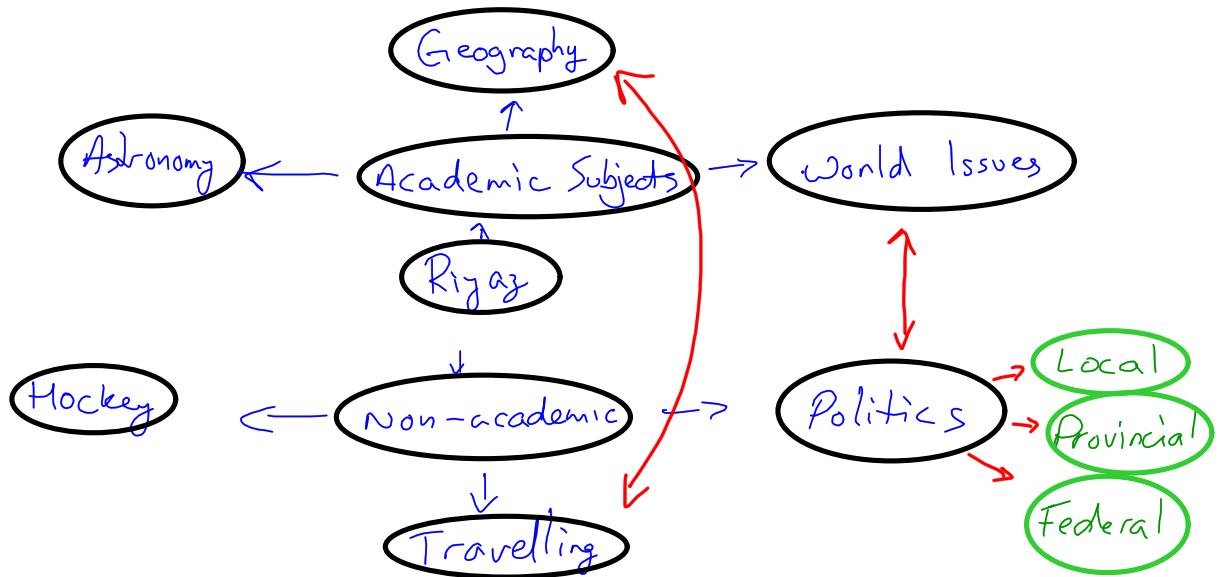 Geography
Astronomy
Academic Subjects
World Issues
Riyaz
Local
Hockey
Non-academic
Politics
Provincial
Federal
Travelling